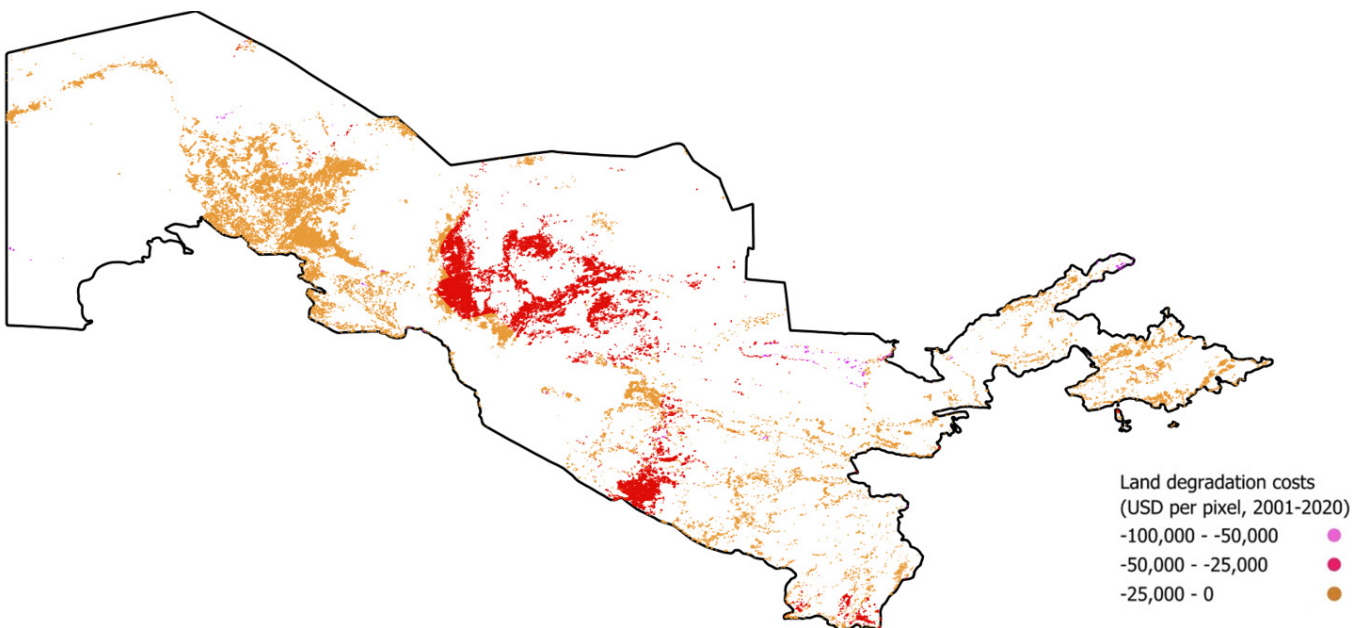 Land degradation costs
(USD per pixel, 2001-2020)
-100,000 - -50,000
-50,000 - -25,000
-25,000 - 0